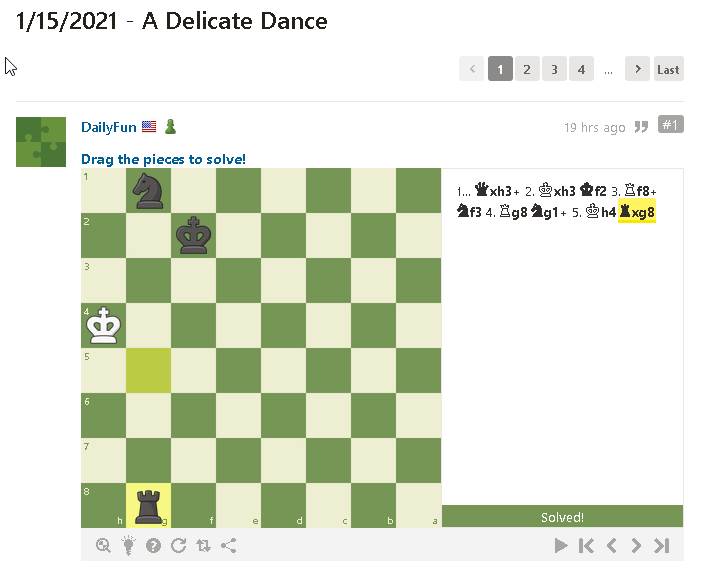 1/15/2021 - A Delicate Dance
< 1 2 3 4 ... > Last
DailyFun
19 hrs ago #1
Drag the pieces to solve!
1... ♛xh3+ 2. ♔xh3 ♚f2 3. ♖f8+
♞f3 4. ♖g8 ♞g1+ 5. ♔h4 ♜xg8
1
2
3
4
5
6
7
8
h g f e d c b a
Solved!